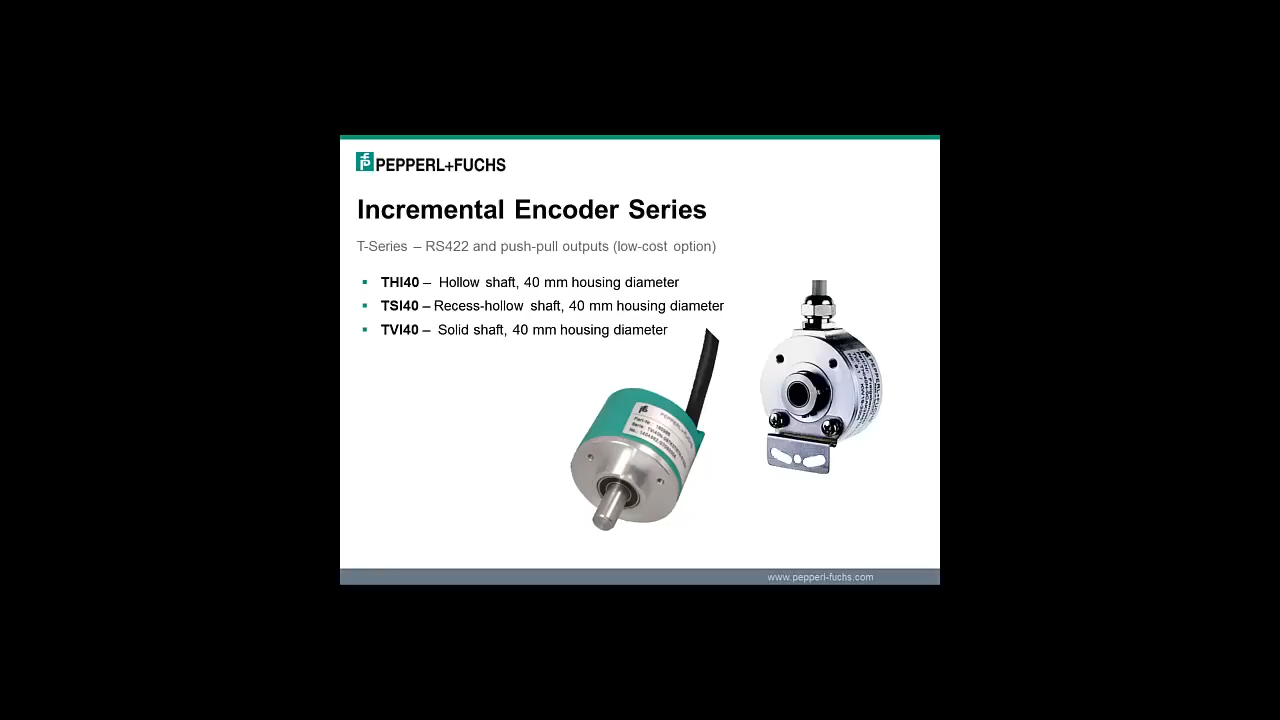 PEPPERL+FUCHS
Incremental Encoder Series
T-Series – RS422 and push-pull outputs (low-cost option)
▪ THI40 – Hollow shaft, 40 mm housing diameter
▪ TSI40 – Recess-hollow shaft, 40 mm housing diameter
▪ TVI40 – Solid shaft, 40 mm housing diameter
PEPPERL+FUCHS
www.pepperl-fuchs.com